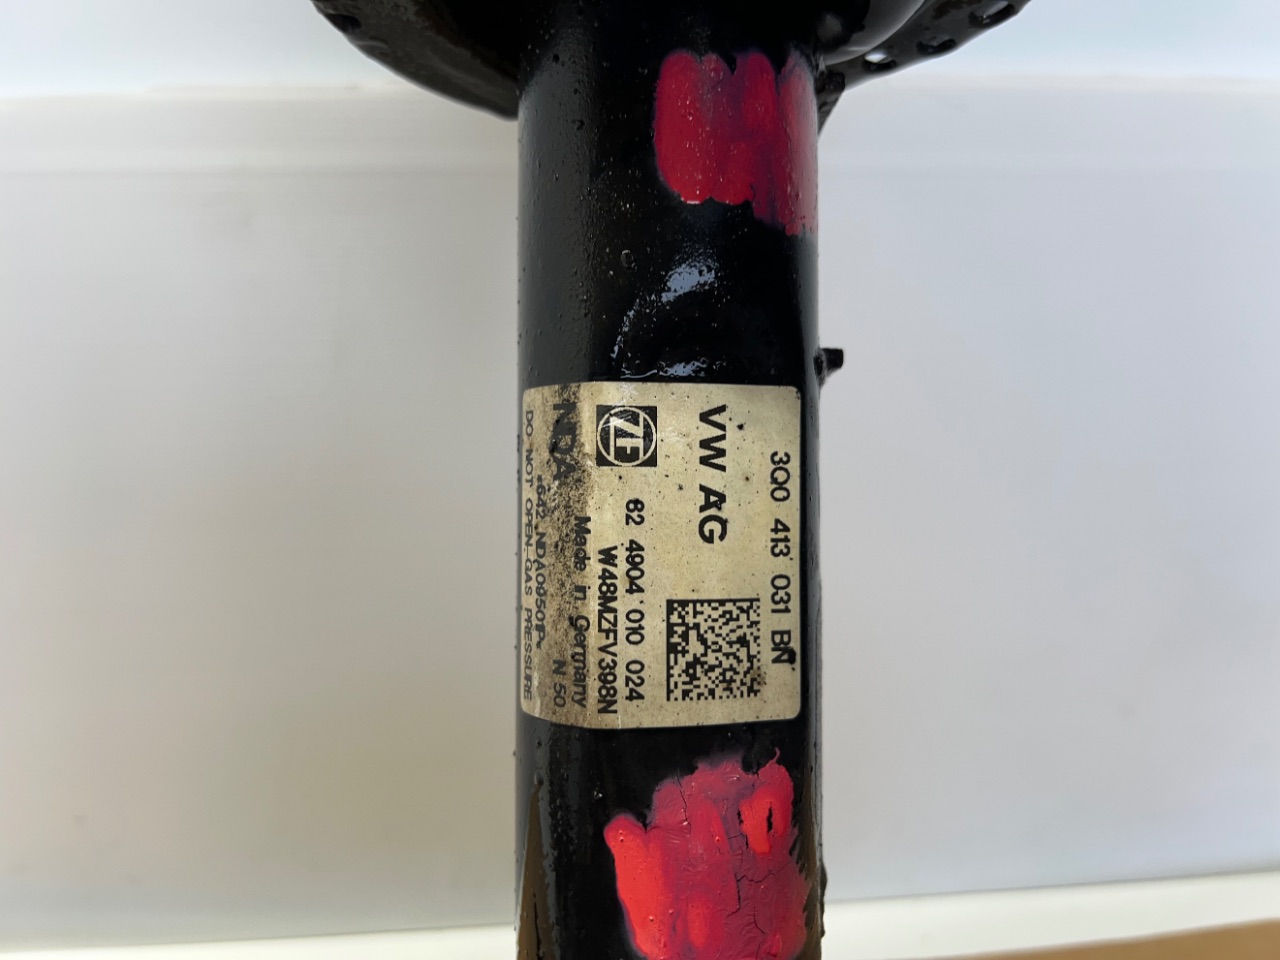 3Q0 413 031 BN
VW AG
ZF
82 4904 010 024
W48MZFV398N
Made in Germany
NDA
N 50
DO NOT OPEN-GAS PRESSURE